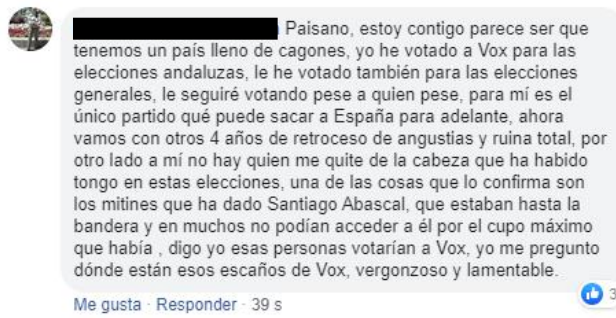 Paisano, estoy contigo parece ser que
tenemos un país lleno de cagones, yo he votado a Vox para las
elecciones andaluzas, le he votado también para las elecciones
generales, le seguiré votando pese a quien pese, para mí es el
único partido qué puede sacar a España para adelante, ahora
vamos con otros 4 años de retroceso de angustias y ruina total, por
otro lado a mí no hay quien me quite de la cabeza que ha habido
tongo en estas elecciones, una de las cosas que lo confirma son
los mitines que ha dado Santiago Abascal, que estaban hasta la
bandera y en muchos no podían acceder a él por el cupo máximo
que había , digo yo esas personas votarían a Vox, yo me pregunto
dónde están esos escaños de Vox, vergonzoso y lamentable.
Me gusta · Responder · 39 s
3